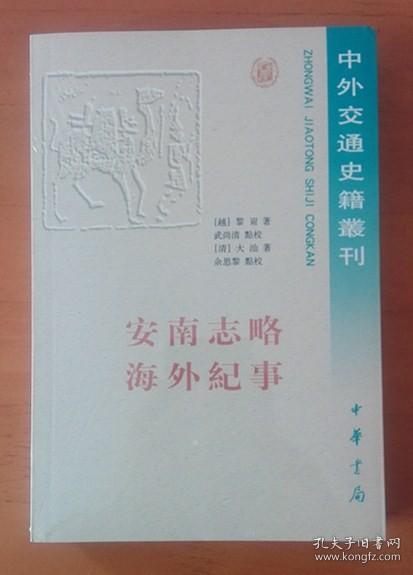 中外交通史籍叢刊
ZHONGWAI JIAOTONG SHIJI CONGKAN
[越] 黎崱 著
武尚清 點校
[清] 大汕 著
余思黎 點校
安南志略
海外紀事
中華書局
孔夫子旧书网
www.kongfz.com